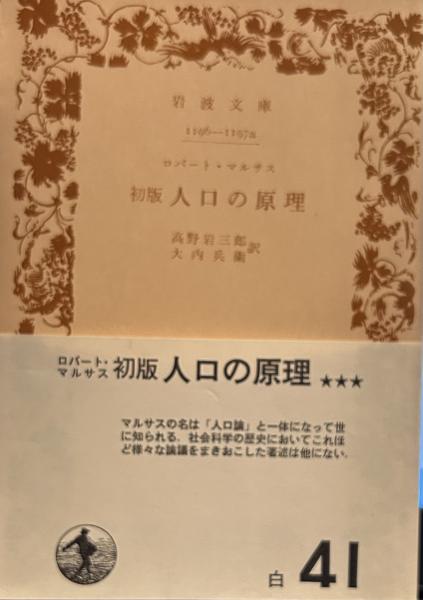 岩波文庫
1196—1197a
ロバート・マルサス
初版 人口の原理
高野岩三郎
大内兵衛 訳
ロバート・
マルサス 初版 人口の原理 ★★★
マルサスの名は「人口論」と一体になって世
に知られる．社会科学の歴史においてこれほ
ど様々な論議をまきおこした著述は他にない．
白 41